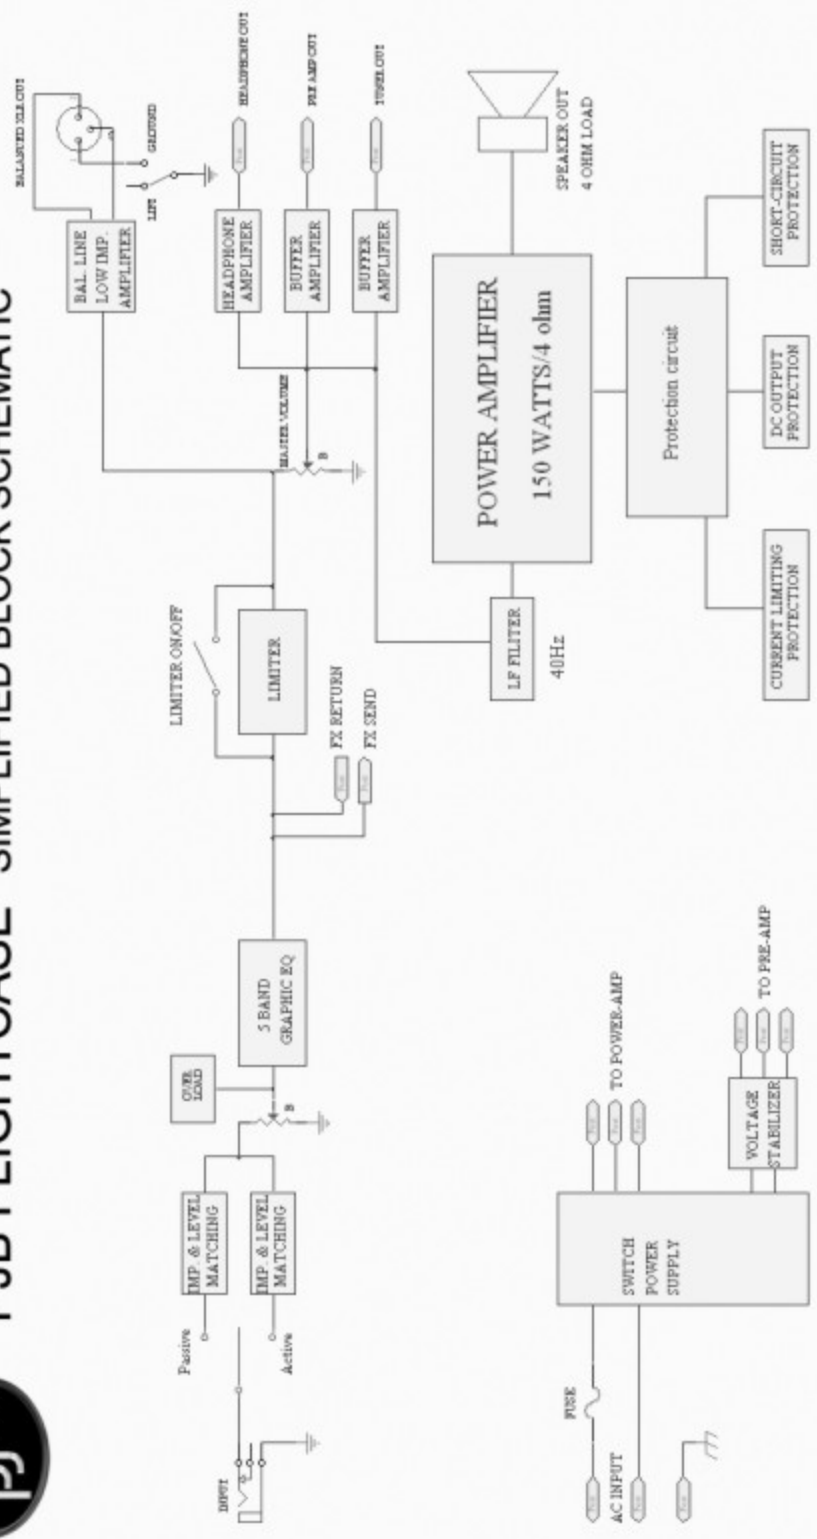 PJ
PJB FLIGHTCASE SIMPLIFIED BLOCK SCHEMATIC
INPUT
Passive
Active
IMP. & LEVEL
MATCHING
IMP. & LEVEL
MATCHING
OVER
LOAD
B
5 BAND
GRAPHIC EQ
FX RETURN
FX SEND
LIMITER ON/OFF
LIMITER
MASTER VOLUME
B
BAL. LINE
LOW IMP.
AMPLIFIER
BALANCED XLR OUT
LIFT
GROUND
HEADPHONE
AMPLIFIER
HEADPHONE OUT
BUFFER
AMPLIFIER
PRE AMP OUT
BUFFER
AMPLIFIER
TUNER OUT
LF FILITER
40Hz
POWER AMPLIFIER
150 WATTS/4 ohm
SPEAKER OUT
4 OHM LOAD
Protection circuit
CURRENT LIMITING
PROTECTION
DC OUTPUT
PROTECTION
SHORT-CIRCUIT
PROTECTION
AC INPUT
FUSE
SWITCH
POWER
SUPPLY
TO POWER-AMP
VOLTAGE
STABILIZER
TO PRE-AMP